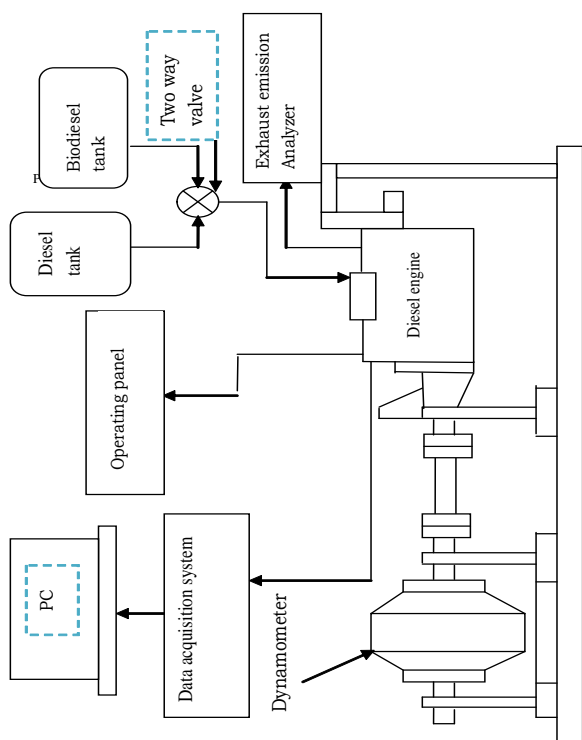 PC
Data acquisition system
Dynamometer
Operating panel
Diesel
tank
Biodiesel
tank
P
Two way
valve
Exhaust emission
Analyzer
Diesel engine